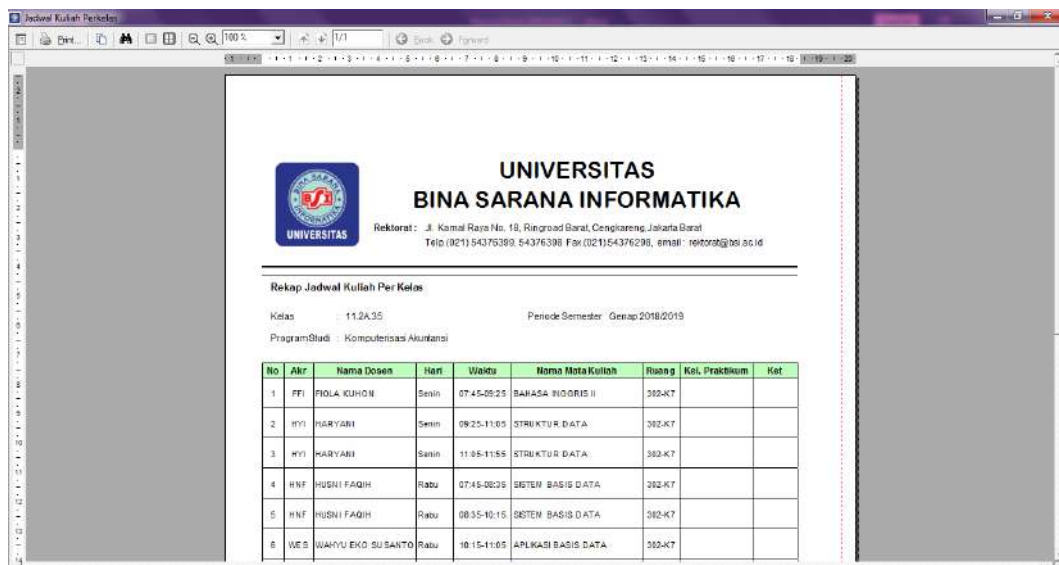 Jadwal Kuliah Perkelas
Print... 100 % 1/1 Back Forward
UNIVERSITAS
BINA SARANA INFORMATIKA
BINA SARANA
BSI
INFORMATIKA
UNIVERSITAS
Rektorat : Jl. Kamal Raya No. 18, Ringroad Barat, Cengkareng, Jakarta Barat
Telp.(021) 54376399, 54376398 Fax.(021)54376298, email : rektorat@bsi.ac.id
Rekap Jadwal Kuliah Per Kelas
Kelas : 11.2A.35 Periode Semester Genap 2018/2019
Program Studi : Komputerisasi Akuntansi
No Akr Nama Dosen Hari Waktu Nama Mata Kuliah Ruang Kel. Praktikum Ket
1 FFI FIOLA KUHON Senin 07:45-09:25 BAHASA INGGRIS II 302-K7
2 HYI HARYANI Senin 09:25-11:05 STRUKTUR DATA 302-K7
3 HYI HARYANI Senin 11:05-11:55 STRUKTUR DATA 302-K7
4 HNF HUSNI FAQIH Rabu 07:45-08:35 SISTEM BASIS DATA 302-K7
5 HNF HUSNI FAQIH Rabu 08:35-10:15 SISTEM BASIS DATA 302-K7
6 WES WAHYU EKO SUSANTO Rabu 10:15-11:05 APLIKASI BASIS DATA 302-K7